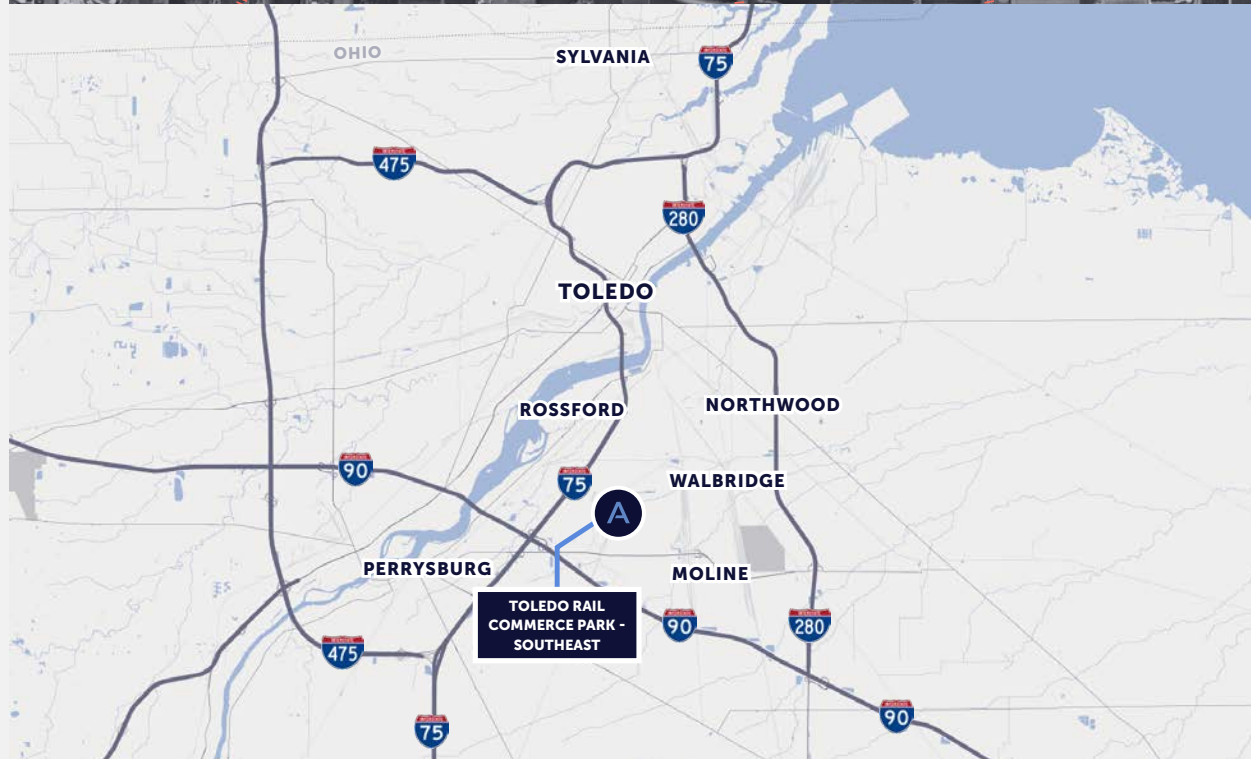 OHIO
SYLVANIA
75
475
280
TOLEDO
ROSSFORD
NORTHWOOD
90
75
WALBRIDGE
A
PERRYSBURG
MOLINE
TOLEDO RAIL
COMMERCE PARK -
SOUTHEAST
90
280
475
90
75